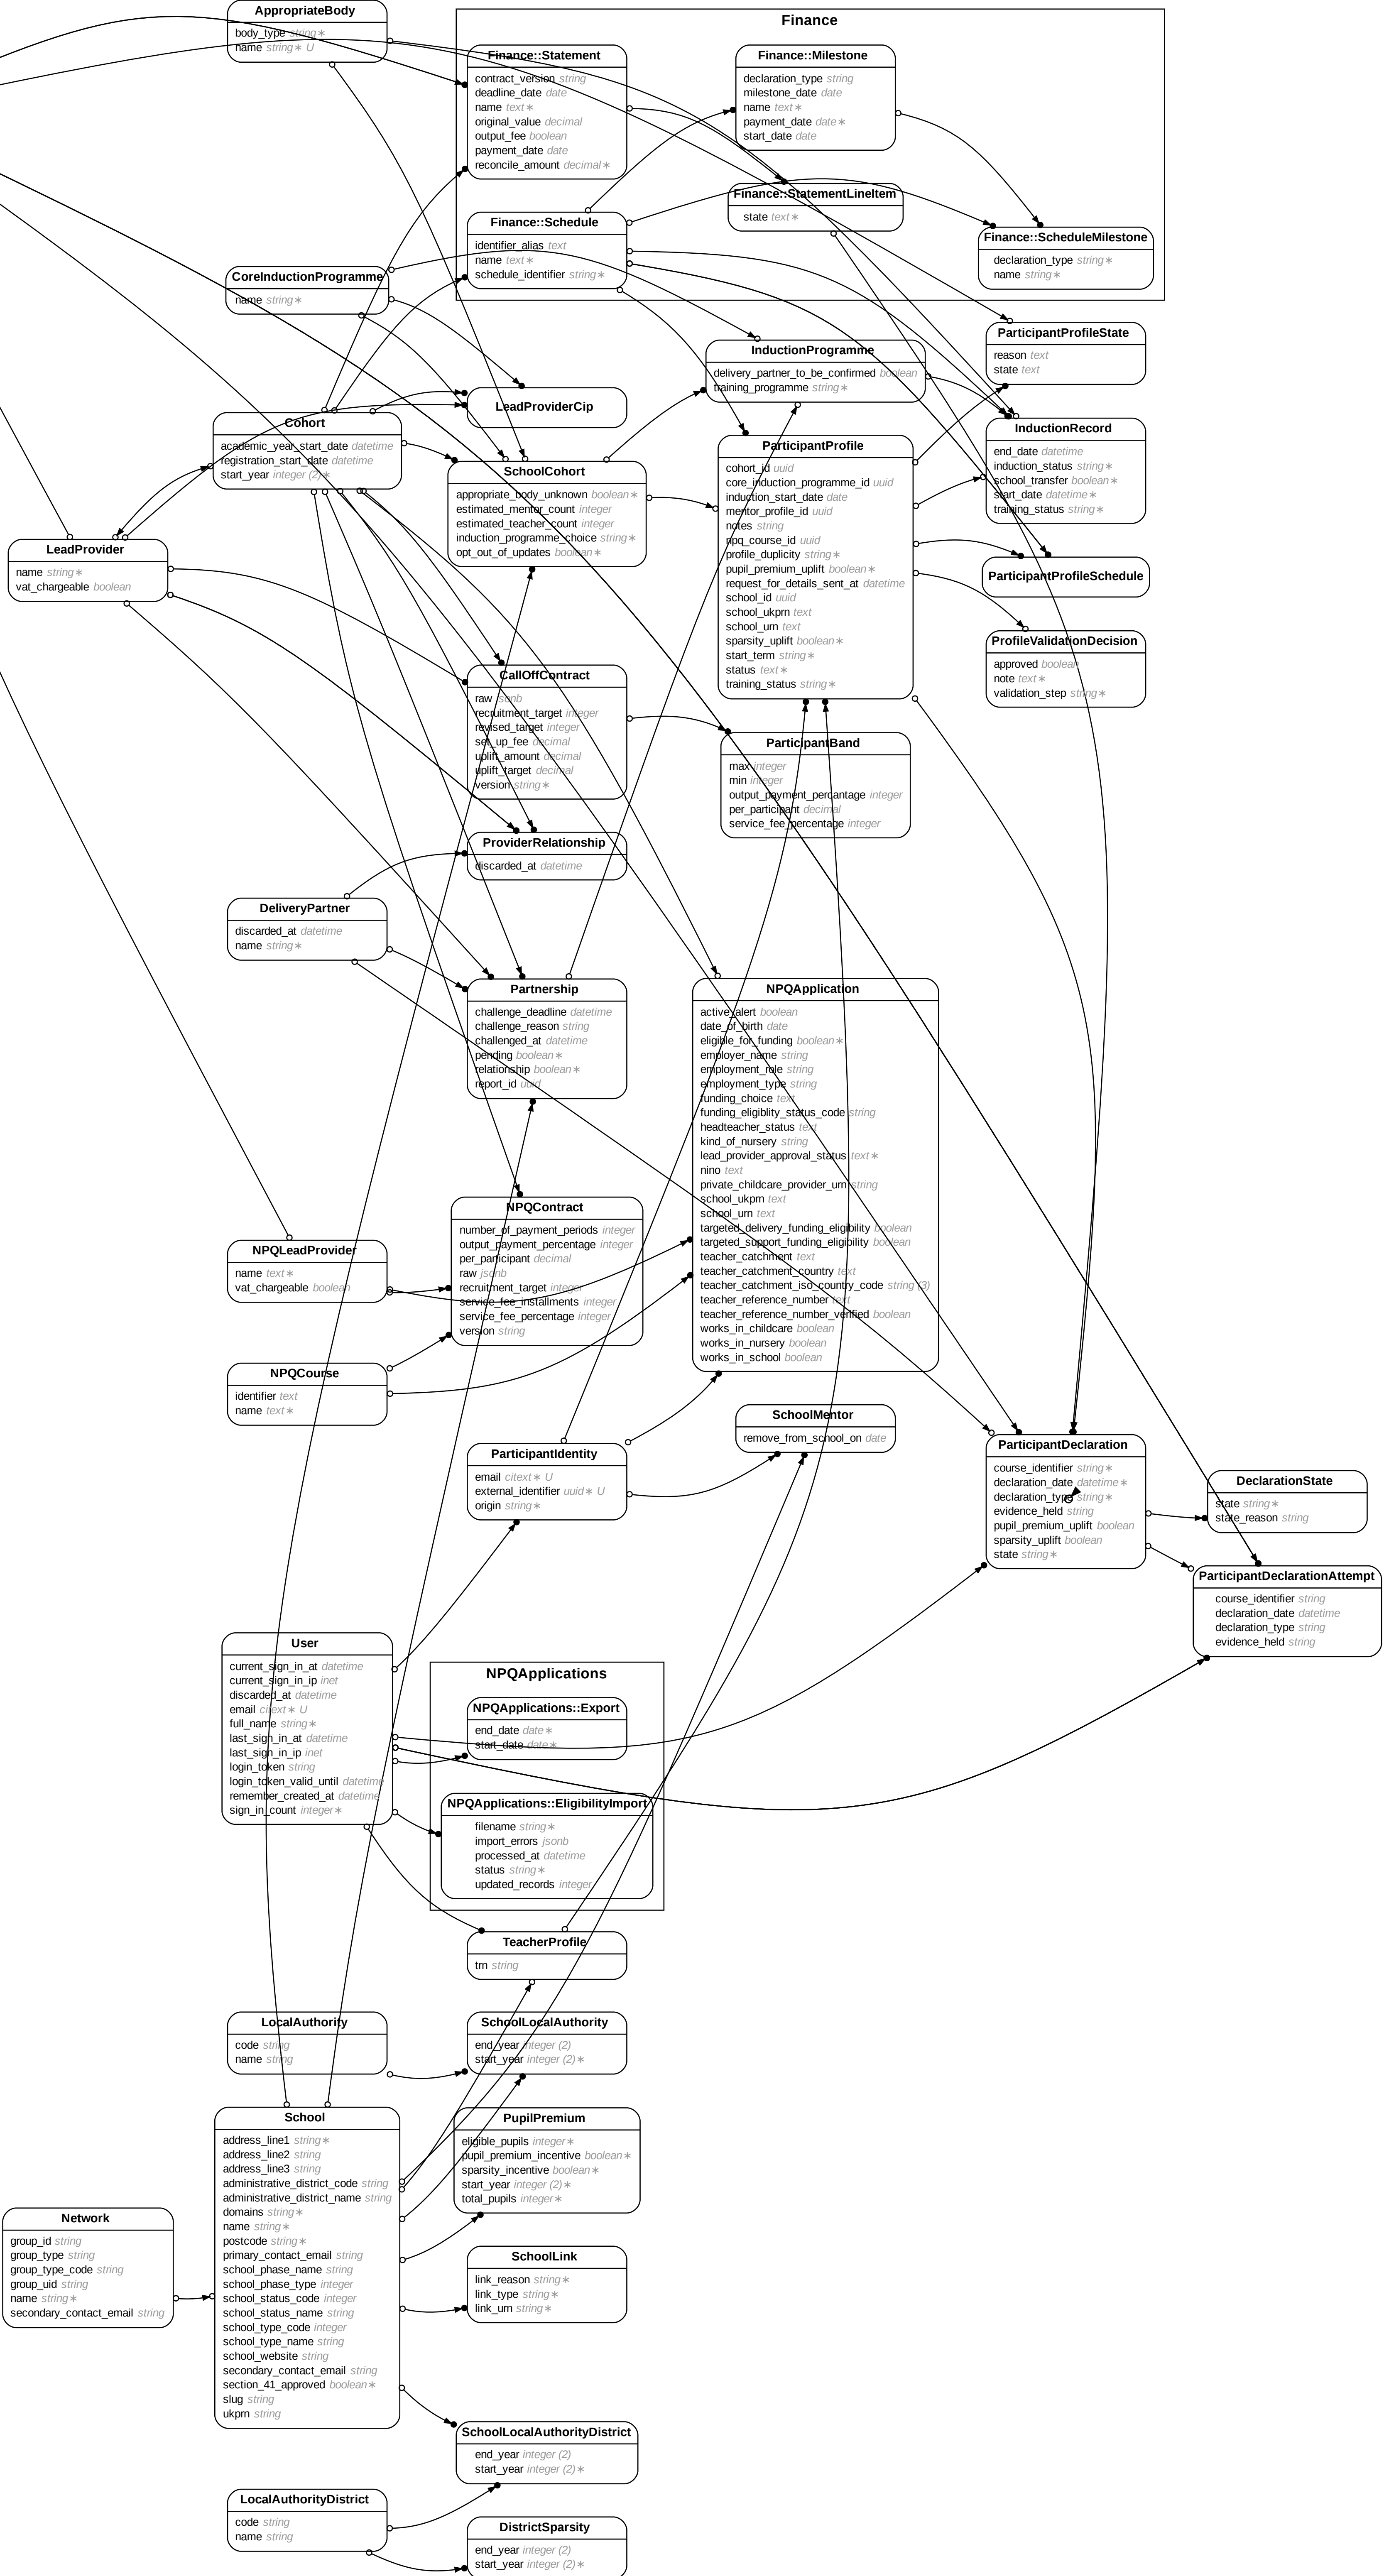 AppropriateBody
body_type string∗
name string∗ U
Finance
Finance::Statement
contract_version string
deadline_date date
name text∗
original_value decimal
output_fee boolean
payment_date date
reconcile_amount decimal∗
Finance::Milestone
declaration_type string
milestone_date date
name text∗
payment_date date∗
start_date date
Finance::StatementLineItem
state text∗
Finance::Schedule
identifier_alias text
name text∗
schedule_identifier string∗
Finance::ScheduleMilestone
declaration_type string∗
name string∗
CoreInductionProgramme
name string∗
ParticipantProfileState
reason text
state text
InductionProgramme
delivery_partner_to_be_confirmed boolean
training_programme string∗
LeadProviderCip
Cohort
academic_year_start_date datetime
registration_start_date datetime
start_year integer (2)∗
InductionRecord
end_date datetime
induction_status string∗
school_transfer boolean∗
start_date datetime∗
training_status string∗
ParticipantProfile
cohort_id uuid
core_induction_programme_id uuid
induction_start_date date
mentor_profile_id uuid
notes string
npq_course_id uuid
profile_duplicity string∗
pupil_premium_uplift boolean∗
request_for_details_sent_at datetime
school_id uuid
school_ukprn text
school_urn text
sparsity_uplift boolean∗
start_term string∗
status text∗
training_status string∗
SchoolCohort
appropriate_body_unknown boolean∗
estimated_mentor_count integer
estimated_teacher_count integer
induction_programme_choice string∗
opt_out_of_updates boolean∗
LeadProvider
name string∗
vat_chargeable boolean
ParticipantProfileSchedule
ProfileValidationDecision
approved boolean
note text∗
validation_step string∗
CallOffContract
raw jsonb
recruitment_target integer
revised_target integer
set_up_fee decimal
uplift_amount decimal
uplift_target decimal
version string∗
ParticipantBand
max integer
min integer
output_payment_percantage integer
per_participant decimal
service_fee_percentage integer
ProviderRelationship
discarded_at datetime
DeliveryPartner
discarded_at datetime
name string∗
Partnership
challenge_deadline datetime
challenge_reason string
challenged_at datetime
pending boolean∗
relationship boolean∗
report_id uuid
NPQApplication
active_alert boolean
date_of_birth date
eligible_for_funding boolean∗
employer_name string
employment_role string
employment_type string
funding_choice text
funding_eligiblity_status_code string
headteacher_status text
kind_of_nursery string
lead_provider_approval_status text∗
nino text
private_childcare_provider_urn string
school_ukprn text
school_urn text
targeted_delivery_funding_eligibility boolean
targeted_support_funding_eligibility boolean
teacher_catchment text
teacher_catchment_country text
teacher_catchment_iso_country_code string (3)
teacher_reference_number text
teacher_reference_number_verified boolean
works_in_childcare boolean
works_in_nursery boolean
works_in_school boolean
NPQContract
number_of_payment_periods integer
output_payment_percentage integer
per_participant decimal
raw jsonb
recruitment_target integer
service_fee_installments integer
service_fee_percentage integer
version string
NPQLeadProvider
name text∗
vat_chargeable boolean
NPQCourse
identifier text
name text∗
SchoolMentor
remove_from_school_on date
ParticipantIdentity
email citext∗ U
external_identifier uuid∗ U
origin string∗
ParticipantDeclaration
course_identifier string∗
declaration_date datetime∗
declaration_type string∗
evidence_held string
pupil_premium_uplift boolean
sparsity_uplift boolean
state string∗
DeclarationState
state string∗
state_reason string
ParticipantDeclarationAttempt
course_identifier string
declaration_date datetime
declaration_type string
evidence_held string
User
current_sign_in_at datetime
current_sign_in_ip inet
discarded_at datetime
email citext∗ U
full_name string∗
last_sign_in_at datetime
last_sign_in_ip inet
login_token string
login_token_valid_until datetime
remember_created_at datetime
sign_in_count integer∗
NPQApplications
NPQApplications::Export
end_date date∗
start_date date∗
NPQApplications::EligibilityImport
filename string∗
import_errors jsonb
processed_at datetime
status string∗
updated_records integer
TeacherProfile
trn string
LocalAuthority
code string
name string
SchoolLocalAuthority
end_year integer (2)
start_year integer (2)∗
School
address_line1 string∗
address_line2 string
address_line3 string
administrative_district_code string
administrative_district_name string
domains string∗
name string∗
postcode string∗
primary_contact_email string
school_phase_name string
school_phase_type integer
school_status_code integer
school_status_name string
school_type_code integer
school_type_name string
school_website string
secondary_contact_email string
section_41_approved boolean∗
slug string
ukprn string
PupilPremium
eligible_pupils integer∗
pupil_premium_incentive boolean∗
sparsity_incentive boolean∗
start_year integer (2)∗
total_pupils integer∗
Network
group_id string
group_type string
group_type_code string
group_uid string
name string∗
secondary_contact_email string
SchoolLink
link_reason string∗
link_type string∗
link_urn string∗
SchoolLocalAuthorityDistrict
end_year integer (2)
start_year integer (2)∗
LocalAuthorityDistrict
code string
name string
DistrictSparsity
end_year integer (2)
start_year integer (2)∗